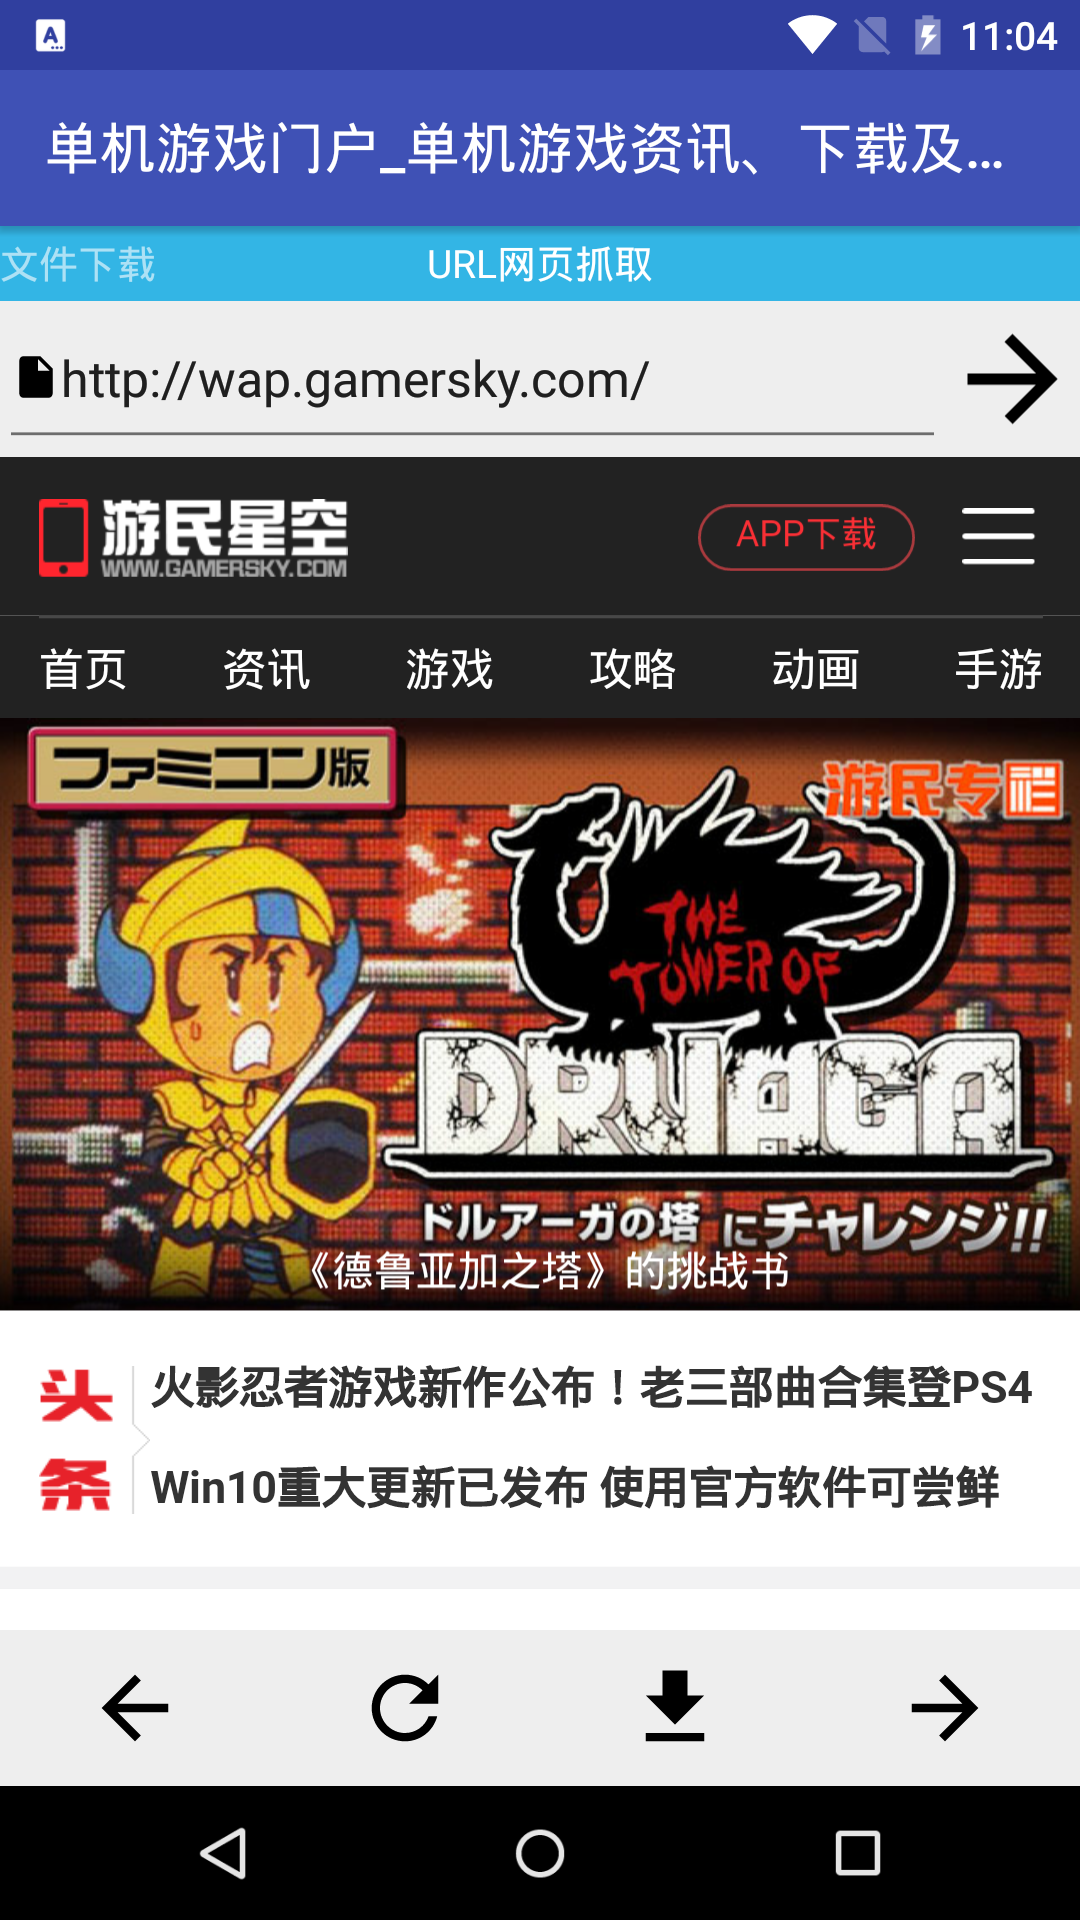 A
11:04
单机游戏门户_单机游戏资讯、下载及...
文件下载
URL网页抓取
http://wap.gamersky.com/
游民星空
WWW.GAMERSKY.COM
APP下载
首页 资讯 游戏 攻略 动画 手游
ファミコン版
游民专栏
THE
TOWER OF
DRUAGA
ドルアーガの塔 にチャレンジ!!
《德鲁亚加之塔》的挑战书
头条
火影忍者游戏新作公布！老三部曲合集登PS4
Win10重大更新已发布 使用官方软件可尝鲜